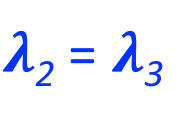 λ₂ = λ₃